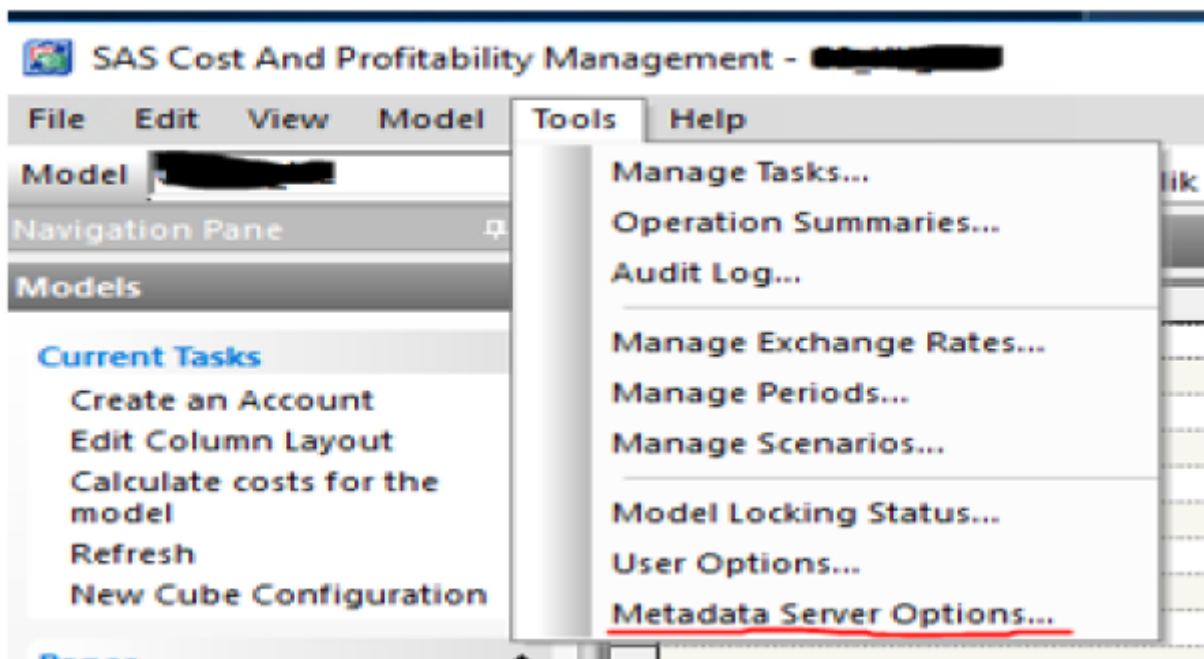 SAS Cost And Profitability Management -
File Edit View Model Tools Help
Model
lik
Navigation Pane
Models
Current Tasks
Create an Account
Edit Column Layout
Calculate costs for the
model
Refresh
New Cube Configuration
Manage Tasks...
Operation Summaries...
Audit Log...
Manage Exchange Rates...
Manage Periods...
Manage Scenarios...
Model Locking Status...
User Options...
Metadata Server Options...